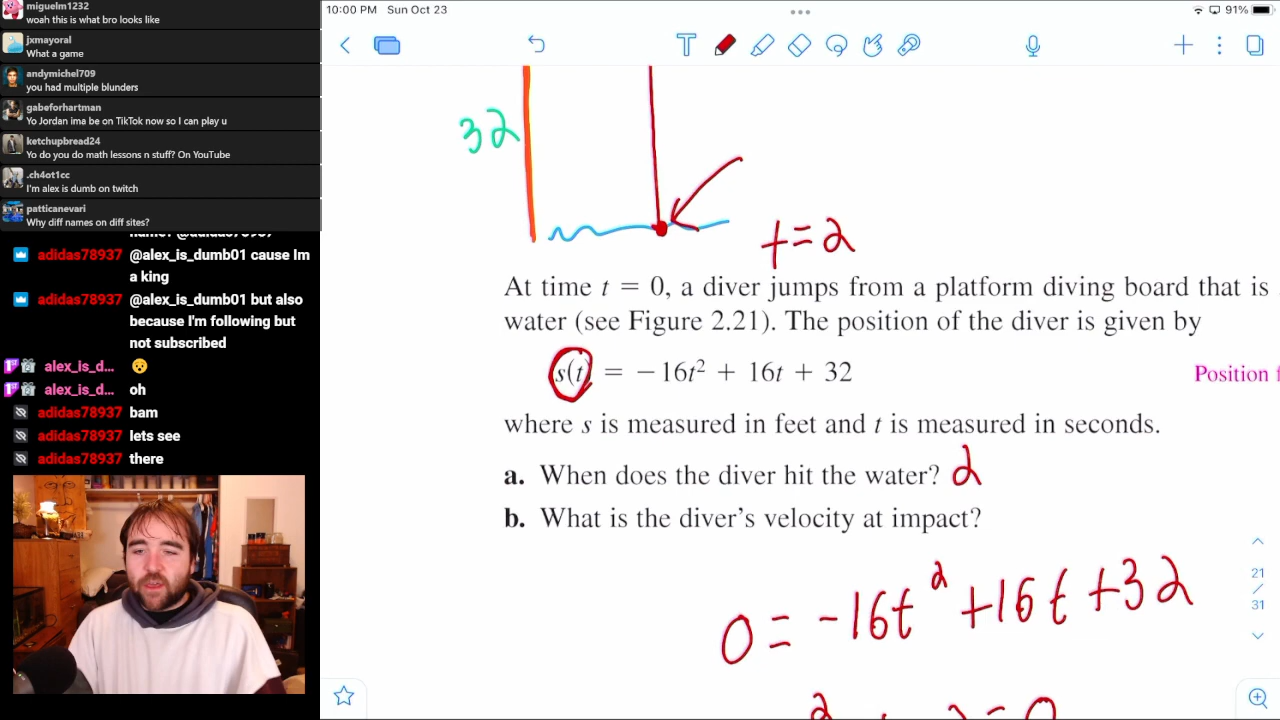 miguelm1232
woah this is what bro looks like
jxmayoral
What a game
andymichel709
you had multiple blunders
gabeforhartman
Yo Jordan ima be on TikTok now so I can play u
ketchupbread24
Yo do you do math lessons n stuff? On YouTube
.ch4ot1cc
I'm alex is dumb on twitch
patticanevari
Why diff names on diff sites?
adidas78937 @alex_is_dumb01 cause Im
a king
adidas78937 @alex_is_dumb01 but also
because I'm following but
not subscribed
alex_is_d... 😮
alex_is_d... oh
adidas78937 bam
adidas78937 lets see
adidas78937 there
10:00 PM Sun Oct 23
91%
32
t=2
At time t = 0, a diver jumps from a platform diving board that is
water (see Figure 2.21). The position of the diver is given by
s(t) = −16t² + 16t + 32
Position
where s is measured in feet and t is measured in seconds.
a. When does the diver hit the water? 2
b. What is the diver's velocity at impact?
0 = -16t² +16t +32
21
/
31